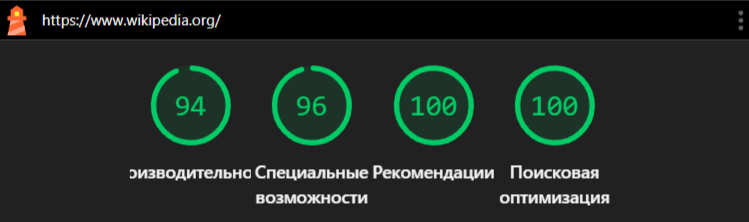 https://www.wikipedia.org/
94 96 100 100
оизводительно Специальные Рекомендации Поисковая
возможности оптимизация